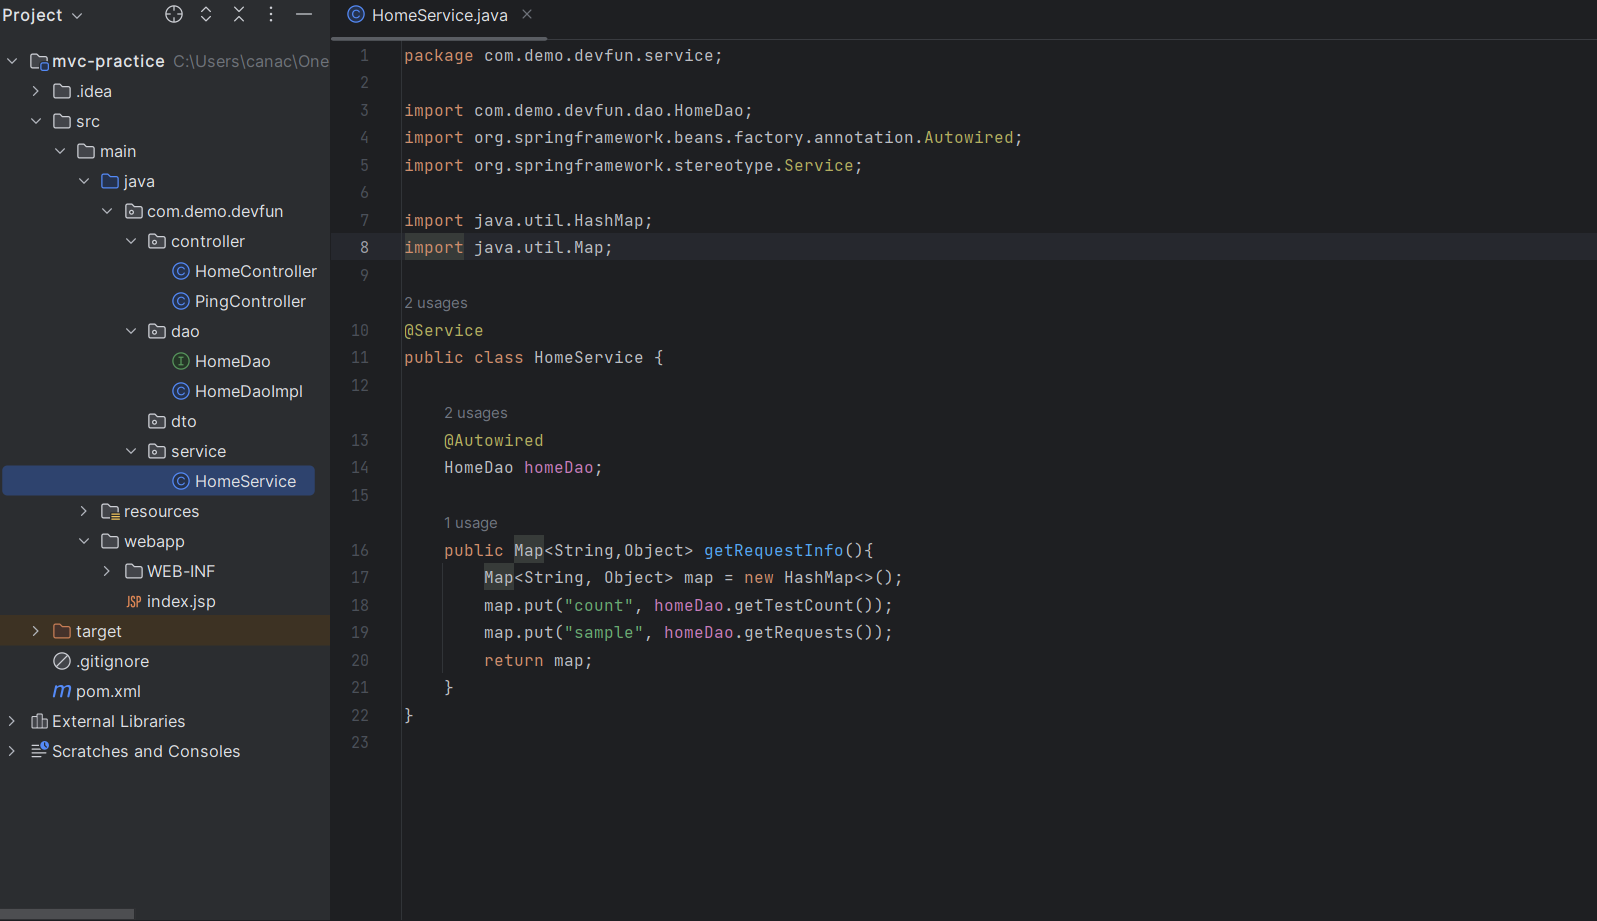 Project
mvc-practice C:\Users\canac\One
.idea
src
main
java
com.demo.devfun
controller
HomeController
PingController
dao
HomeDao
HomeDaoImpl
dto
service
HomeService
resources
webapp
WEB-INF
JSP index.jsp
target
.gitignore
m pom.xml
External Libraries
Scratches and Consoles
HomeService.java
1 package com.demo.devfun.service;
2
3 import com.demo.devfun.dao.HomeDao;
4 import org.springframework.beans.factory.annotation.Autowired;
5 import org.springframework.stereotype.Service;
6
7 import java.util.HashMap;
8 import java.util.Map;
9
2 usages
10 @Service
11 public class HomeService {
12
2 usages
13 @Autowired
14 HomeDao homeDao;
15
1 usage
16 public Map<String,Object> getRequestInfo(){
17 Map<String, Object> map = new HashMap<>();
18 map.put("count", homeDao.getTestCount());
19 map.put("sample", homeDao.getRequests());
20 return map;
21 }
22 }
23